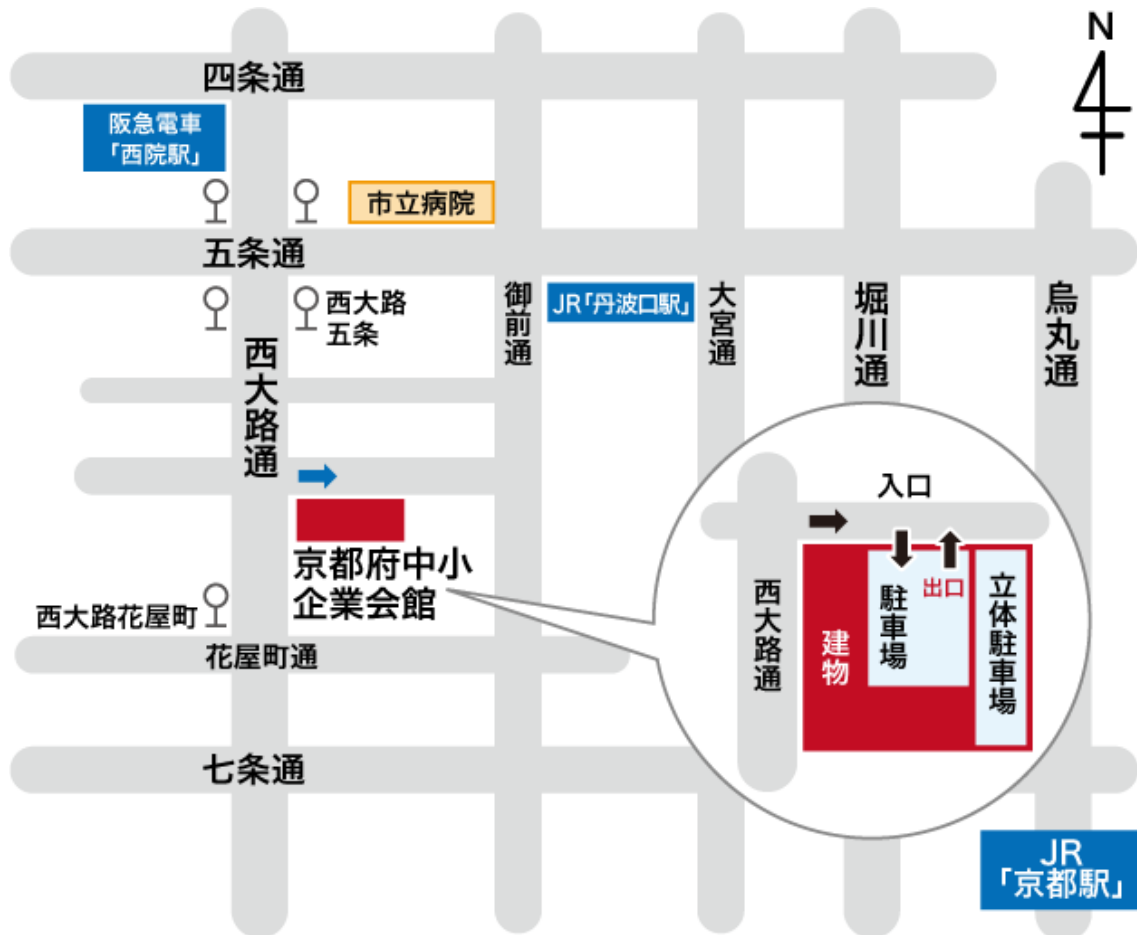 N
四条通
阪急電車
「西院駅」
市立病院
五条通
西大路
五条
御前通
JR「丹波口駅」
大宮通
堀川通
烏丸通
西大路通
京都府中小
企業会館
西大路花屋町
花屋町通
七条通
入口
西大路通
建物
駐車場
出口
立体駐車場
JR
「京都駅」